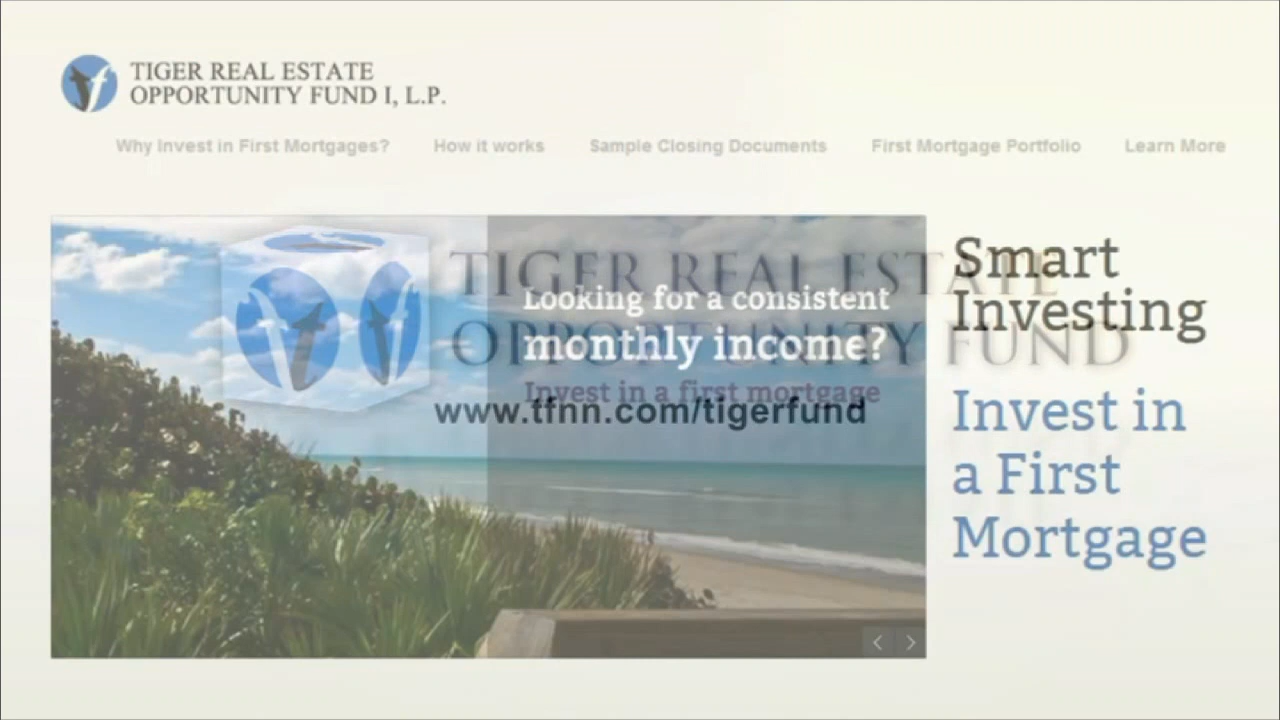 TIGER REAL ESTATE
OPPORTUNITY FUND I, L.P.
Why Invest in First Mortgages? How it works Sample Closing Documents First Mortgage Portfolio Learn More
TIGER REAL ESTATE
OPPORTUNITY FUND
www.tfnn.com/tigerfund
Looking for a consistent
monthly income?
Invest in a first mortgage
Smart
Investing
Invest in
a First
Mortgage